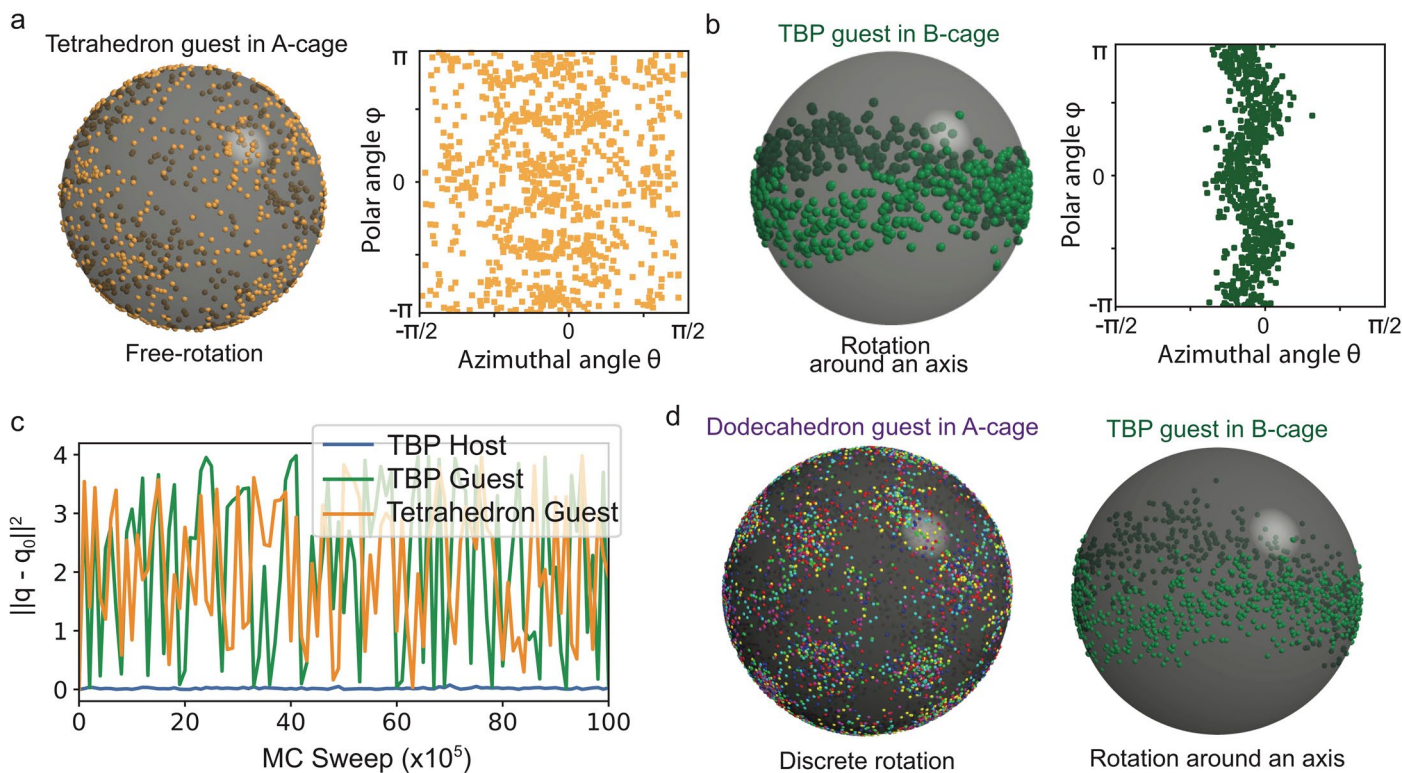 a
Tetrahedron guest in A-cage
Free-rotation
π
0
-π
Polar angle φ
-π/2
0
π/2
Azimuthal angle θ
b
TBP guest in B-cage
Rotation
around an axis
π
0
-π
Polar angle φ
-π/2
0
π/2
Azimuthal angle θ
c
TBP Host
TBP Guest
Tetrahedron Guest
4
3
2
1
0
||q - q₀||²
0
20
40
60
80
100
MC Sweep (x10⁵)
d
Dodecahedron guest in A-cage
Discrete rotation
TBP guest in B-cage
Rotation around an axis